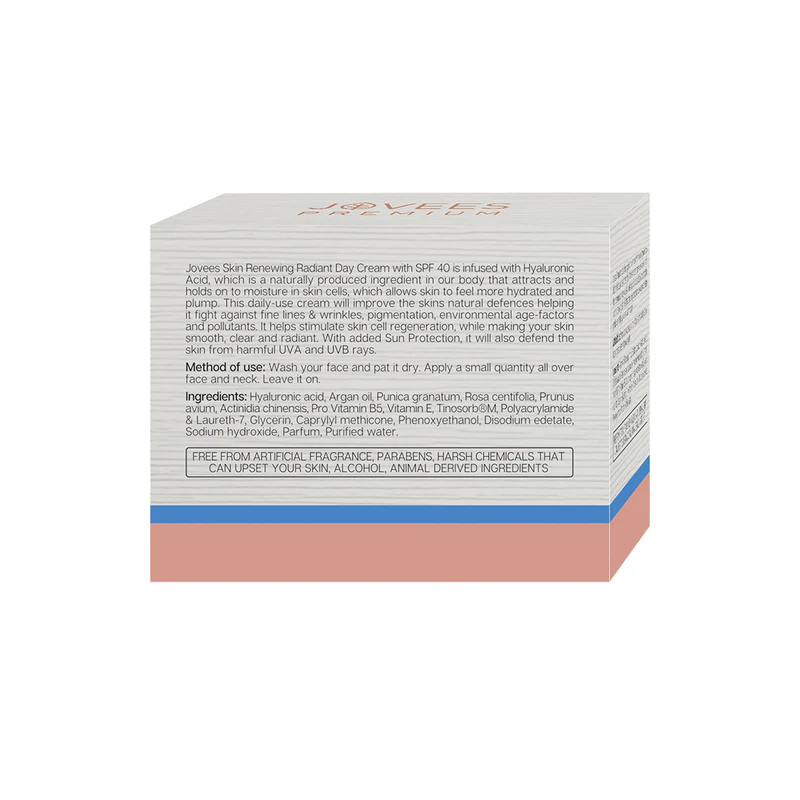 JOVEES
PREMIUM
Jovees Skin Renewing Radiant Day Cream with SPF 40 is infused with Hyaluronic
Acid, which is a naturally produced ingredient in our body that attracts and
holds on to moisture in skin cells, which allows skin to feel more hydrated and
plump. This daily-use cream will improve the skins natural defences helping
it fight against fine lines & wrinkles, pigmentation, environmental age-factors
and pollutants. It helps stimulate skin cell regeneration, while making your skin
smooth, clear and radiant. With added Sun Protection, it will also defend the
skin from harmful UVA and UVB rays.
Method of use: Wash your face and pat it dry. Apply a small quantity all over
face and neck. Leave it on.
Ingredients: Hyaluronic acid, Argan oil, Punica granatum, Rosa centifolia, Prunus
avium, Actinidia chinensis, Pro Vitamin B5, Vitamin E, Tinosorb®M, Polyacrylamide
& Laureth-7, Glycerin, Caprylyl methicone, Phenoxyethanol, Disodium edetate,
Sodium hydroxide, Parfum, Purified water.
FREE FROM ARTIFICIAL FRAGRANCE, PARABENS, HARSH CHEMICALS THAT
CAN UPSET YOUR SKIN, ALCOHOL, ANIMAL DERIVED INGREDIENTS